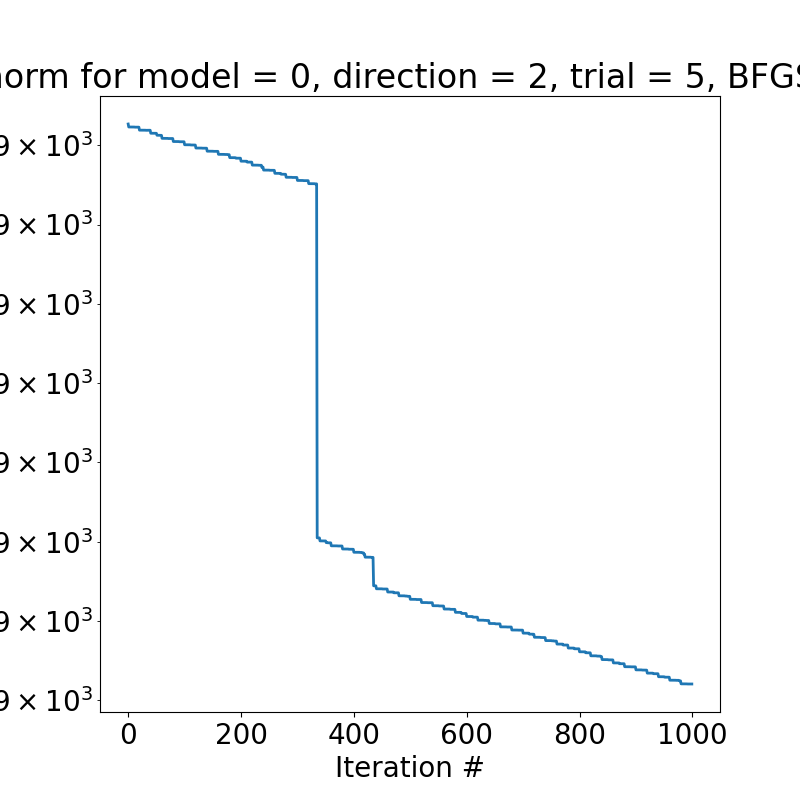 norm for model = 0, direction = 2, trial = 5, BFGS
9 × 10³
9 × 10³
9 × 10³
9 × 10³
9 × 10³
9 × 10³
9 × 10³
9 × 10³
0 200 400 600 800 1000
Iteration #